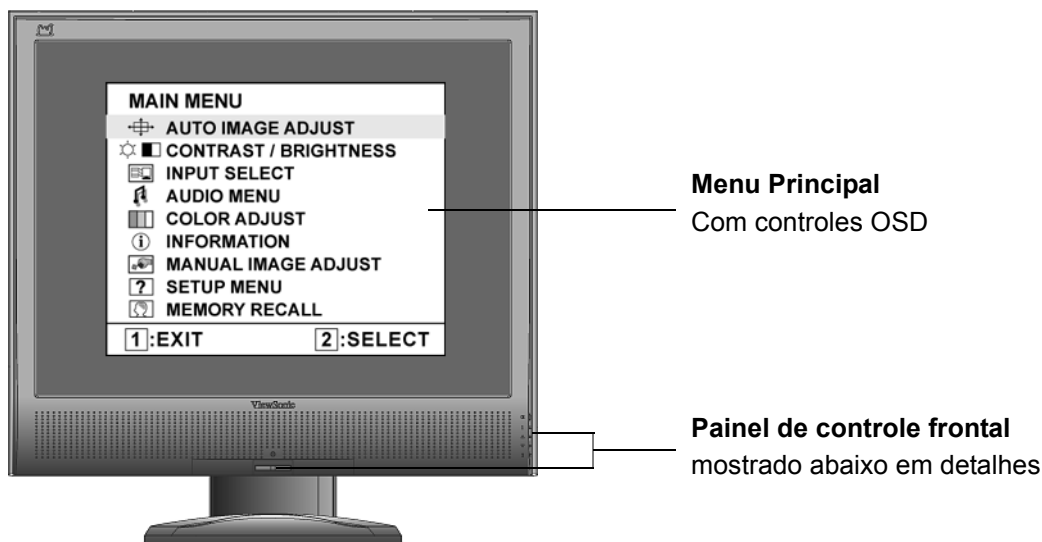 MAIN MENU
AUTO IMAGE ADJUST
CONTRAST / BRIGHTNESS
INPUT SELECT
AUDIO MENU
COLOR ADJUST
INFORMATION
MANUAL IMAGE ADJUST
SETUP MENU
MEMORY RECALL
1:EXIT 2:SELECT
Menu Principal
Com controles OSD
ViewSonic
Painel de controle frontal
mostrado abaixo em detalhes